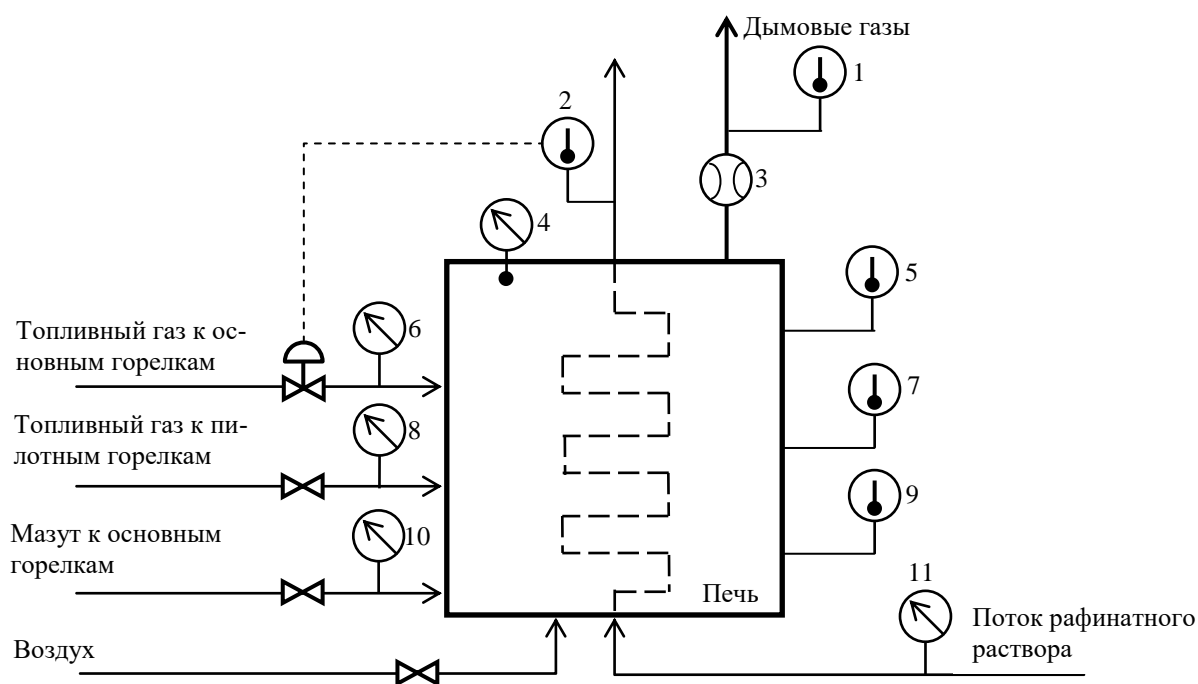 Дымовые газы
1
2
3
4
5
Топливный газ к ос-
новным горелкам
6
7
Топливный газ к пи-
лотным горелкам
8
9
Мазут к основным
горелкам
10
11
Печь
Поток рафинатного
раствора
Воздух